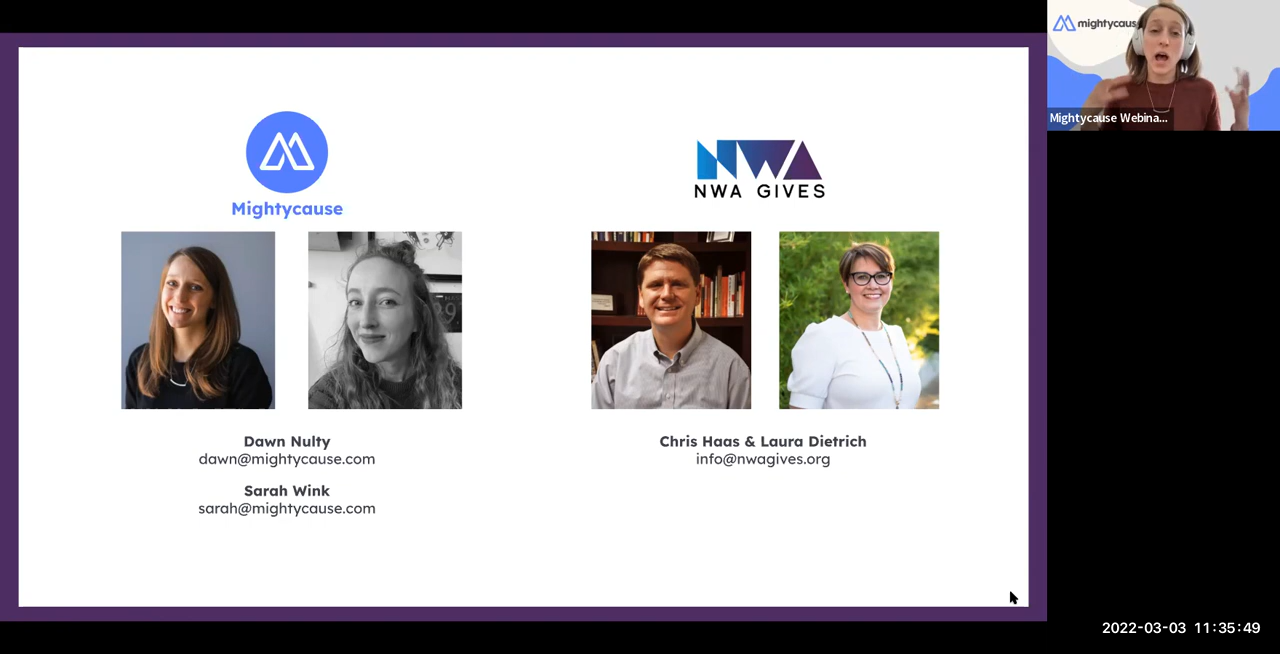 Mightycause
NWA
NWA GIVES
Dawn Nulty
dawn@mightycause.com
Sarah Wink
sarah@mightycause.com
Chris Haas & Laura Dietrich
info@nwagives.org
mightycaus
Mightycause Webina...
2022-03-03 11:35:49